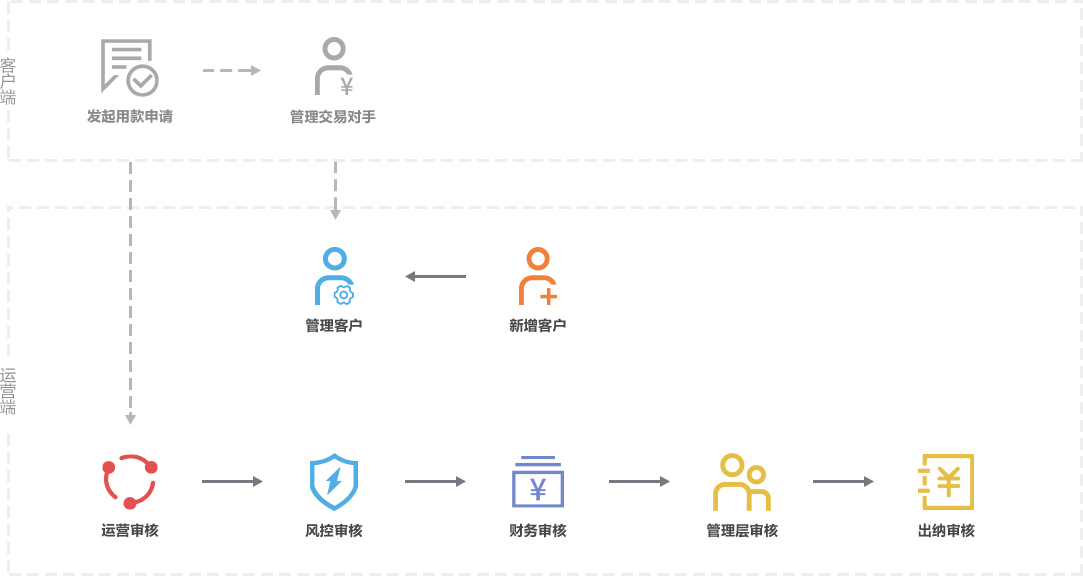 客户端
发起用款申请
管理交易对手
运营端
管理客户
新增客户
运营审核
风控审核
财务审核
管理层审核
出纳审核